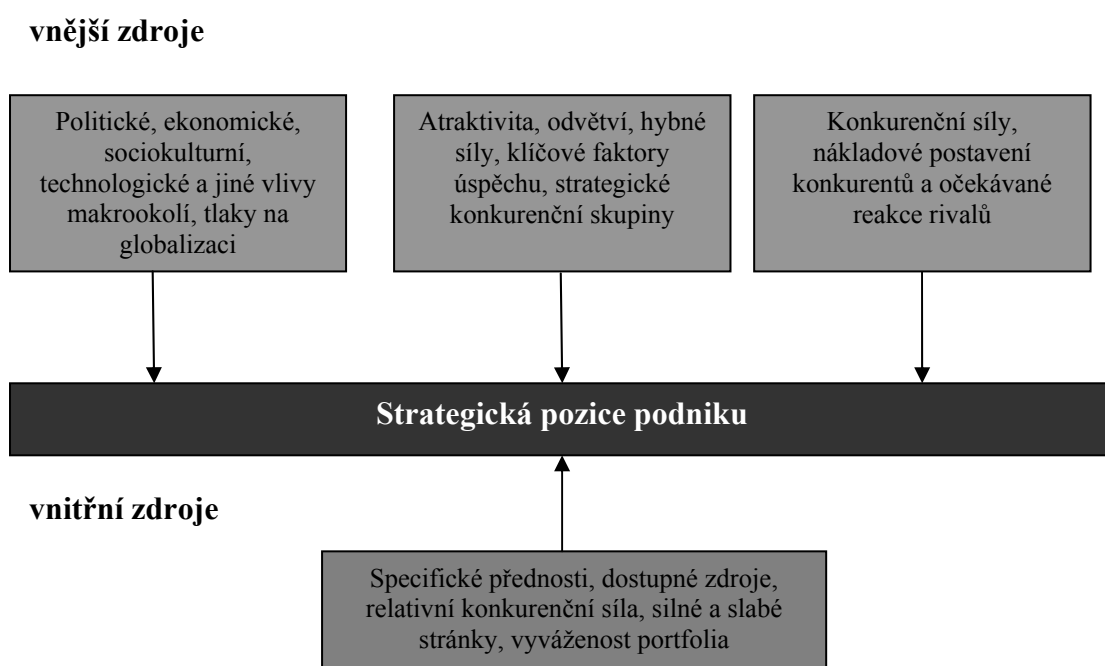 vnější zdroje
Politické, ekonomické,
sociokulturní,
technologické a jiné vlivy
makrookolí, tlaky na
globalizaci
Atraktivita, odvětví, hybné
síly, klíčové faktory
úspěchu, strategické
konkurenční skupiny
Konkurenční síly,
nákladové postavení
konkurentů a očekávané
reakce rivalů
Strategická pozice podniku
vnitřní zdroje
Specifické přednosti, dostupné zdroje,
relativní konkurenční síla, silné a slabé
stránky, vyváženost portfolia